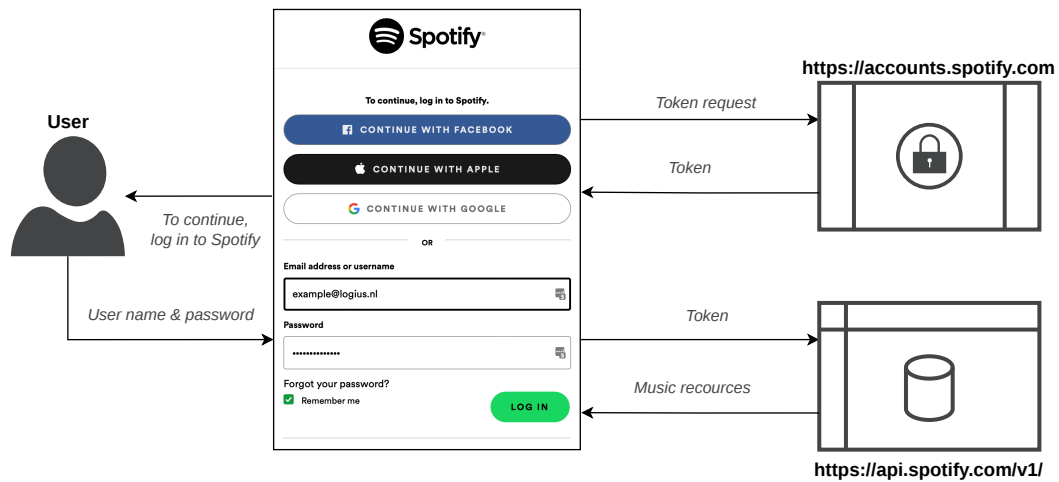 Spotify
https://accounts.spotify.com
To continue, log in to Spotify.
Token request
CONTINUE WITH FACEBOOK
User
CONTINUE WITH APPLE
Token
CONTINUE WITH GOOGLE
To continue,
log in to Spotify
OR
Email address or username
example@logius.nl
User name & password
Token
Password
••••••••••••••
Forgot your password?
Music recources
Remember me
LOG IN
https://api.spotify.com/v1/